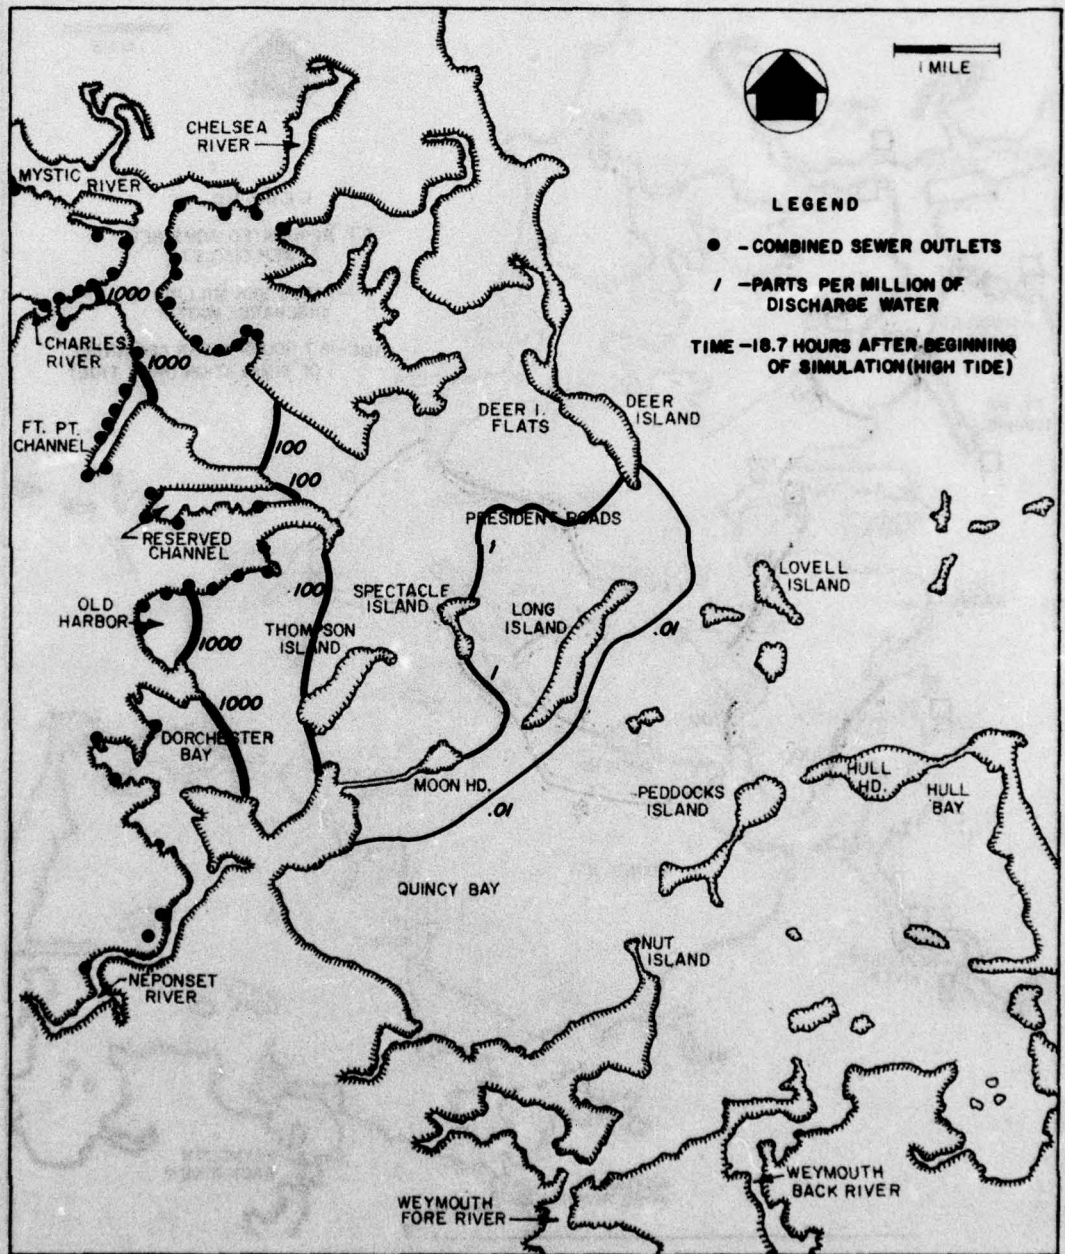 1 MILE
CHELSEA
RIVER
MYSTIC RIVER
LEGEND
- COMBINED SEWER OUTLETS
1 - PARTS PER MILLION OF
DISCHARGE WATER
TIME - 18.7 HOURS AFTER BEGINNING
OF SIMULATION (HIGH TIDE)
1000
CHARLES
RIVER
1000
FT. PT.
CHANNEL
DEER I.
FLATS
DEER
ISLAND
100
100
PRESIDENT ROADS
RESERVED
CHANNEL
1
100
SPECTACLE
ISLAND
LONG
ISLAND
LOVELL
ISLAND
OLD
HARBOR
1000
THOMPSON
ISLAND
.01
1
1000
DORCHESTER
BAY
MOON HD.
.01
PEDDOCKS
ISLAND
HULL
HD.
HULL
BAY
QUINCY BAY
NUT
ISLAND
NEPONSET
RIVER
WEYMOUTH
BACK RIVER
WEYMOUTH
FORE RIVER